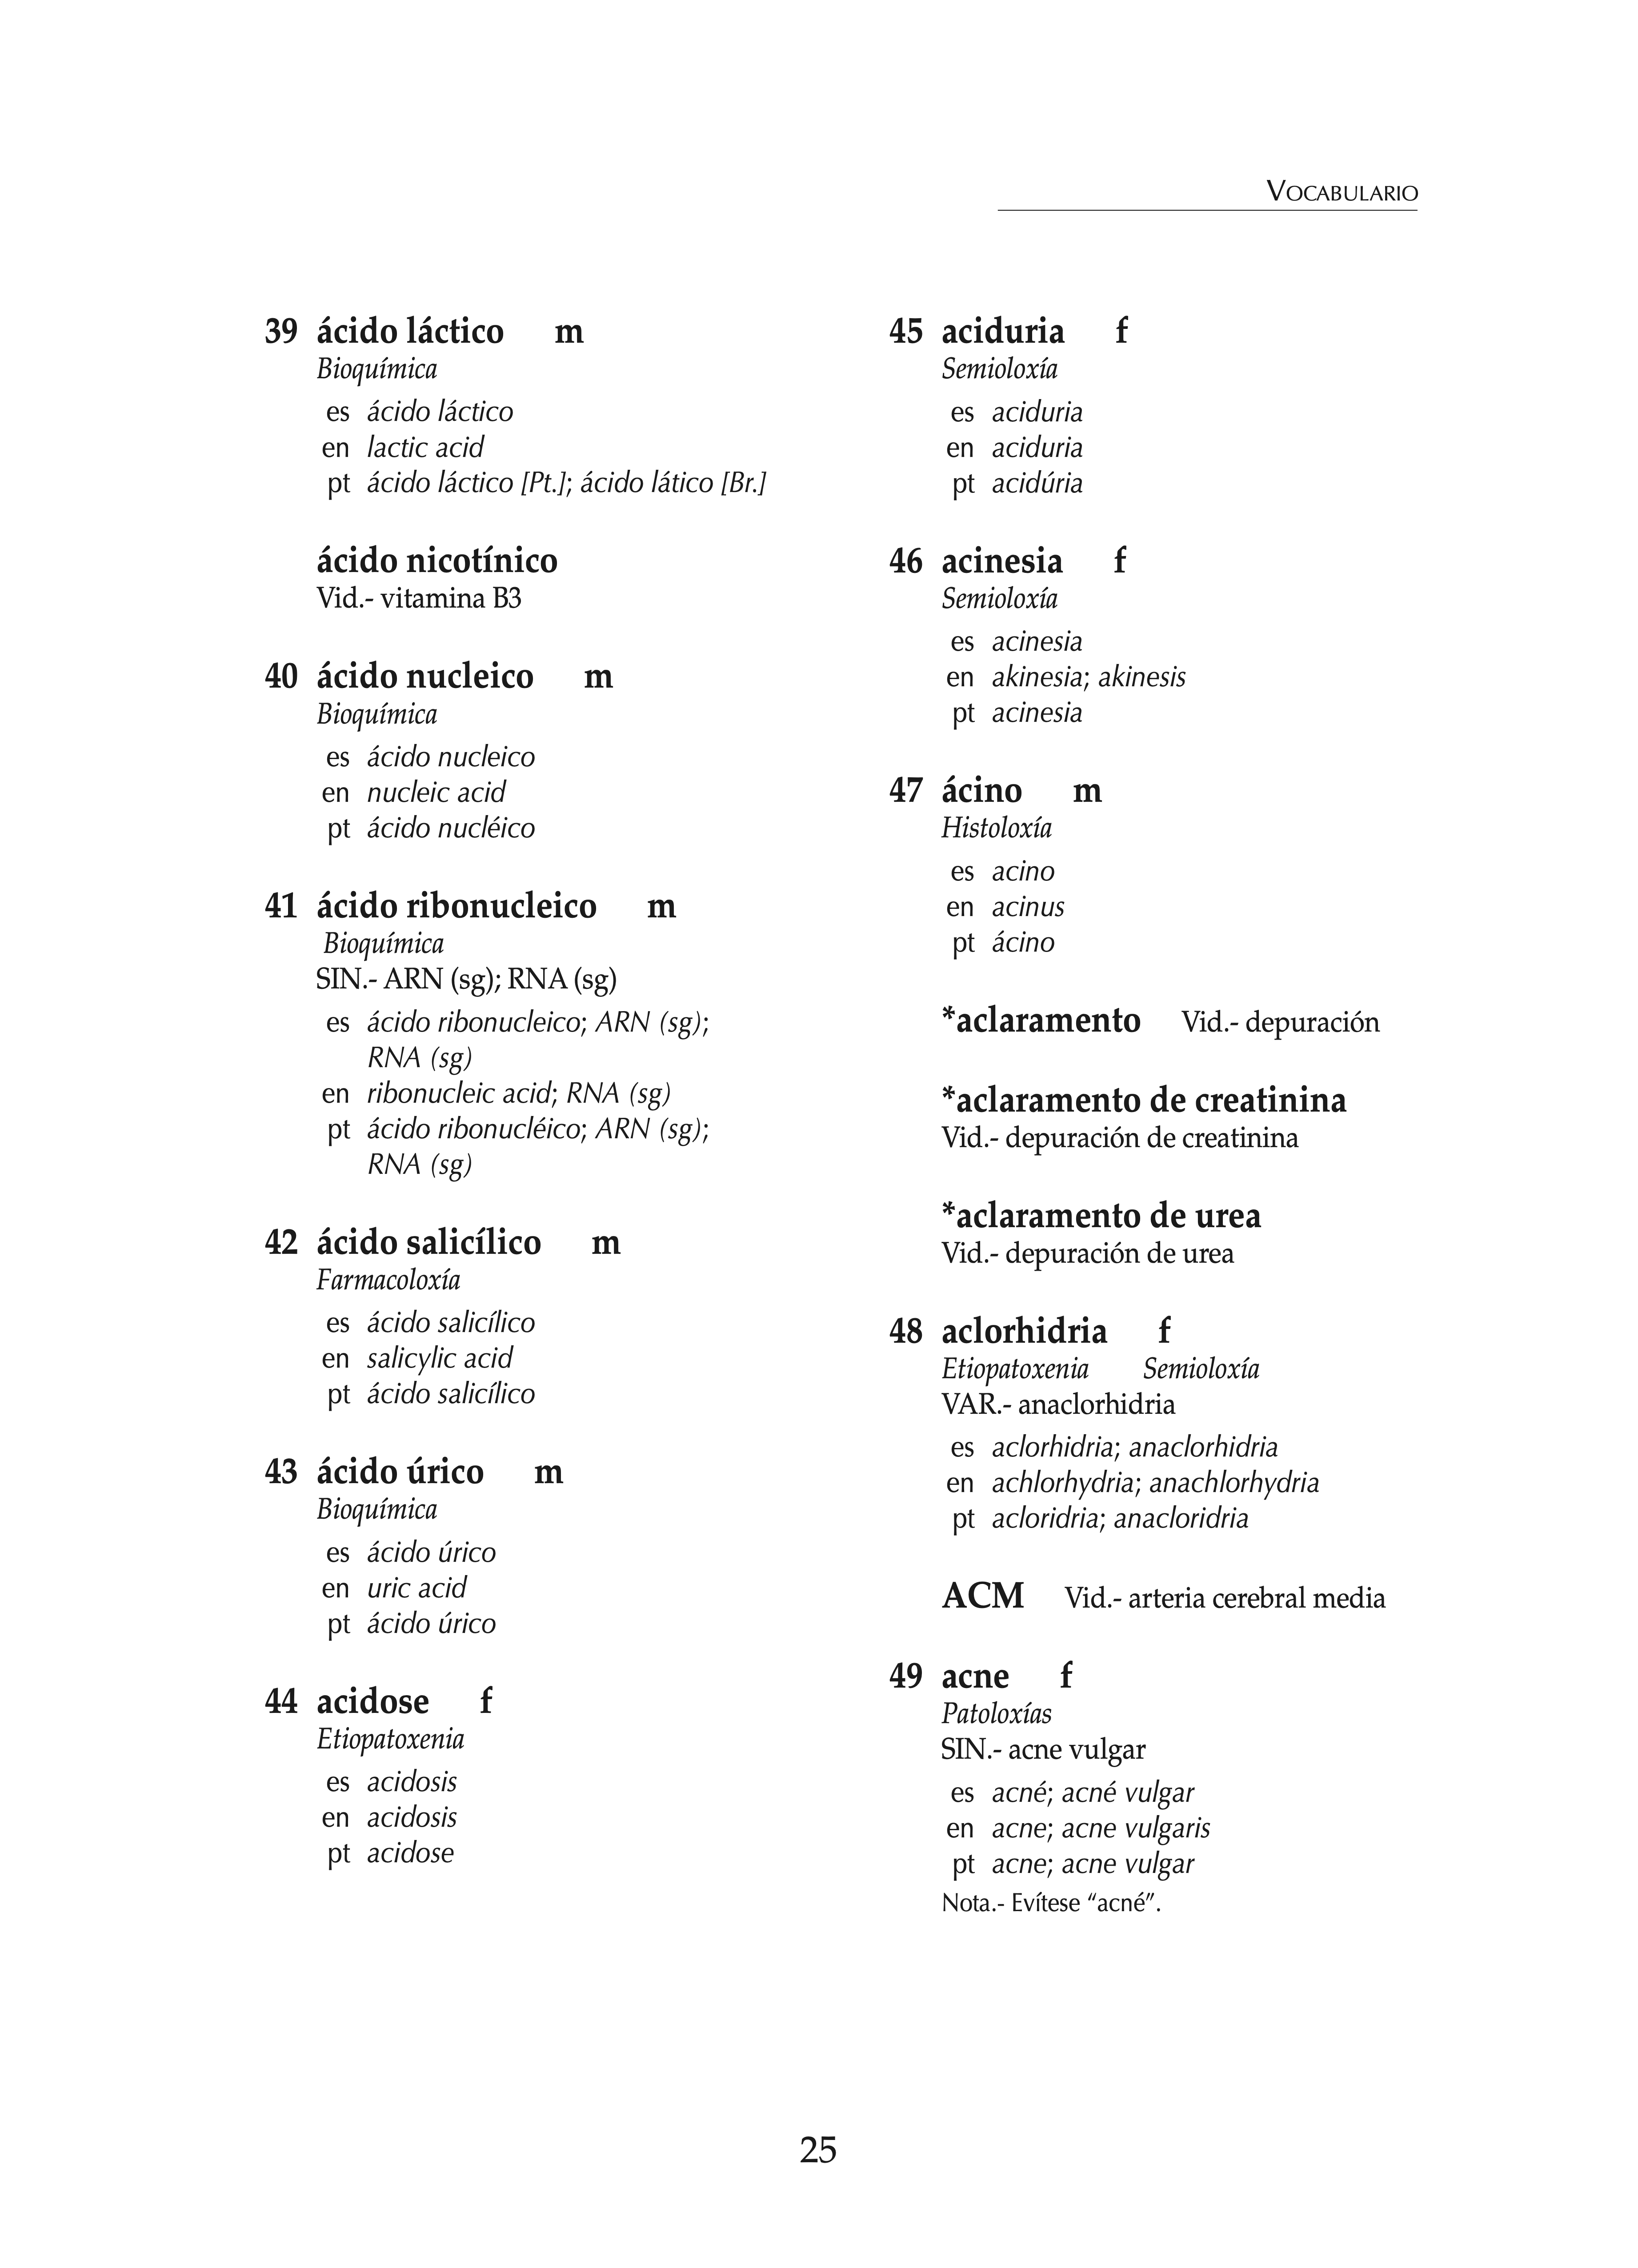 VOCABULARIO
39 ácido láctico m
Bioquímica
es ácido láctico
en lactic acid
pt ácido láctico [Pt.]; ácido lático [Br.]
ácido nicotínico
Vid.- vitamina B3
40 ácido nucleico m
Bioquímica
es ácido nucleico
en nucleic acid
pt ácido nucléico
41 ácido ribonucleico m
Bioquímica
SIN.- ARN (sg); RNA (sg)
es ácido ribonucleico; ARN (sg);
RNA (sg)
en ribonucleic acid; RNA (sg)
pt ácido ribonucléico; ARN (sg);
RNA (sg)
42 ácido salicílico m
Farmacoloxía
es ácido salicílico
en salicylic acid
pt ácido salicílico
43 ácido úrico m
Bioquímica
es ácido úrico
en uric acid
pt ácido úrico
44 acidose f
Etiopatoxenia
es acidosis
en acidosis
pt acidose
45 aciduria f
Semioloxía
es aciduria
en aciduria
pt acidúria
46 acinesia f
Semioloxía
es acinesia
en akinesia; akinesis
pt acinesia
47 ácino m
Histoloxía
es acino
en acinus
pt ácino
*aclaramento Vid.- depuración
*aclaramento de creatinina
Vid.- depuración de creatinina
*aclaramento de urea
Vid.- depuración de urea
48 aclorhidria f
Etiopatoxenia Semioloxía
VAR.- anaclorhidria
es aclorhidria; anaclorhidria
en achlorhydria; anachlorhydria
pt acloridria; anacloridria
ACM Vid.- arteria cerebral media
49 acne f
Patoloxías
SIN.- acne vulgar
es acné; acné vulgar
en acne; acne vulgaris
pt acne; acne vulgar
Nota.- Evítese “acné”.
25